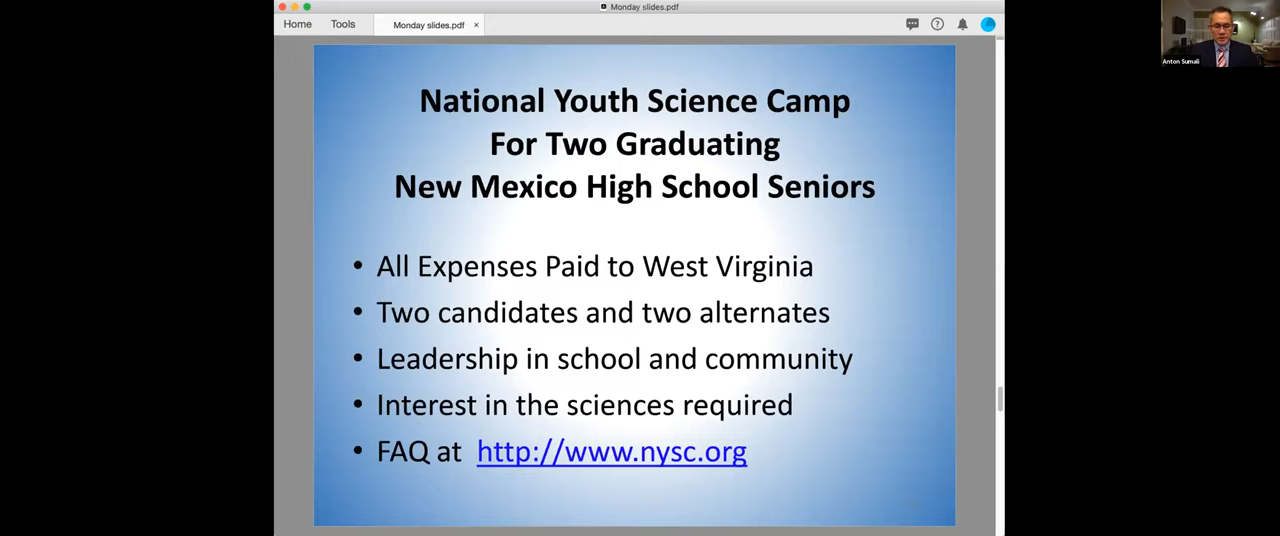 Monday slides.pdf
Home
Tools
Monday slides.pdf ×
Anton Sumali
National Youth Science Camp
For Two Graduating
New Mexico High School Seniors
• All Expenses Paid to West Virginia
• Two candidates and two alternates
• Leadership in school and community
• Interest in the sciences required
• FAQ at http://www.nysc.org